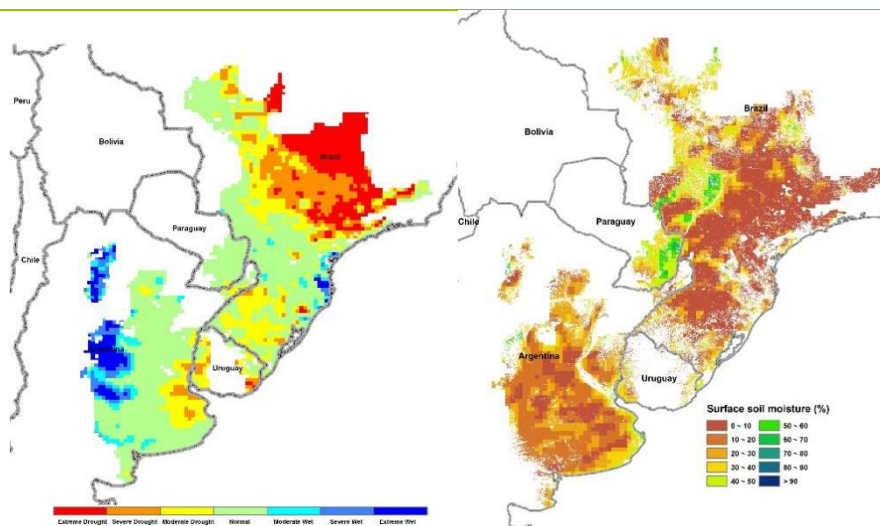 Peru
Bolivia
Brazil
Paraguay
Chile
Uruguay
Extreme Drought
Severe Drought
Moderate Drought
Normal
Moderate Wet
Severe Wet
Extreme Wet
Brazil
Bolivia
Paraguay
Chile
Argentina
Uruguay
Surface soil moisture (%)
0 ~ 10
10 ~ 20
20 ~ 30
30 ~ 40
40 ~ 50
50 ~ 60
60 ~ 70
70 ~ 80
80 ~ 90
> 90